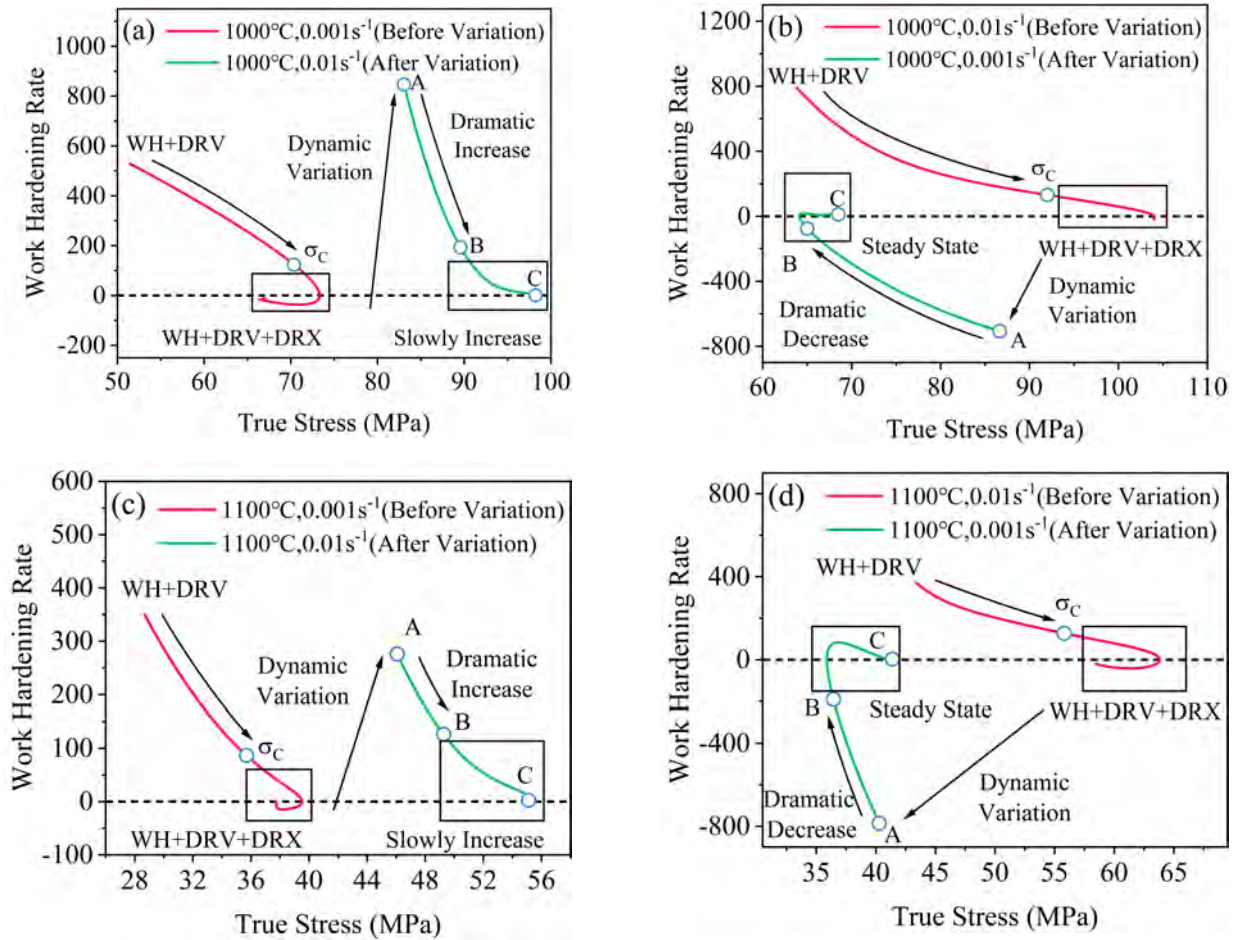 (a)
1000°C,0.001s⁻¹(Before Variation)
1000°C,0.01s⁻¹(After Variation)
1000
800
600
400
200
0
-200
Work Hardening Rate
WH+DRV
σC
WH+DRV+DRX
Dynamic
Variation
A
Dramatic
Increase
B
C
Slowly Increase
50
60
70
80
90
100
True Stress (MPa)
(b)
1000°C,0.01s⁻¹(Before Variation)
1000°C,0.001s⁻¹(After Variation)
1200
800
400
0
-400
-800
Work Hardening Rate
WH+DRV
σC
C
Steady State
WH+DRV+DRX
B
Dramatic
Decrease
A
Dynamic
Variation
60
70
80
90
100
110
True Stress (MPa)
(c)
1100°C,0.001s⁻¹(Before Variation)
1100°C,0.01s⁻¹(After Variation)
600
500
400
300
200
100
0
-100
Work Hardening Rate
WH+DRV
σC
WH+DRV+DRX
Dynamic
Variation
A
Dramatic
Increase
B
C
Slowly Increase
28
32
36
40
44
48
52
56
True Stress (MPa)
(d)
1100°C,0.01s⁻¹(Before Variation)
1100°C,0.001s⁻¹(After Variation)
800
400
0
-400
-800
Work Hardening Rate
WH+DRV
σC
C
B
Steady State
WH+DRV+DRX
Dramatic
Decrease
A
Dynamic
Variation
35
40
45
50
55
60
65
True Stress (MPa)